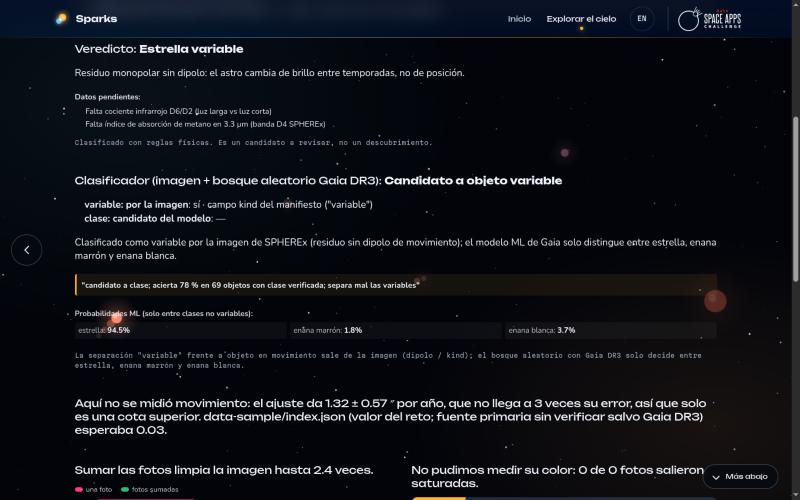 Sparks
Inicio
Explorar el cielo
EN
NASA
SPACE APPS
CHALLENGE
Veredicto: Estrella variable
Residuo monopolar sin dipolo: el astro cambia de brillo entre temporadas, no de posición.
Datos pendientes:
Falta cociente infrarrojo D6/D2 (luz larga vs luz corta)
Falta índice de absorción de metano en 3.3 µm (banda D4 SPHEREx)
Clasificado con reglas físicas. Es un candidato a revisar, no un descubrimiento.
Clasificador (imagen + bosque aleatorio Gaia DR3): Candidato a objeto variable
variable: por la imagen: sí · campo kind del manifiesto ("variable")
clase: candidato del modelo: —
Clasificado como variable por la imagen de SPHEREx (residuo sin dipolo de movimiento); el modelo ML de Gaia solo distingue entre estrella, enana
marrón y enana blanca.
"candidato a clase; acierta 78 % en 69 objetos con clase verificada; separa mal las variables"
Probabilidades ML (solo entre clases no variables):
estrella: 94.5%
enana marrón: 1.8%
enana blanca: 3.7%
La separación "variable" frente a objeto en movimiento sale de la imagen (dipolo / kind); el bosque aleatorio con Gaia DR3 solo decide entre
estrella, enana marrón y enana blanca.
Aquí no se midió movimiento: el ajuste da 1.32 ± 0.57 ″ por año, que no llega a 3 veces su error, así que solo
es una cota superior. data-sample/index.json (valor del reto; fuente primaria sin verificar salvo Gaia DR3)
esperaba 0.03.
Sumar las fotos limpia la imagen hasta 2.4 veces.
una foto
fotos sumadas
No pudimos medir su color: 0 de 0 fotos salieron
saturadas.
Más abajo